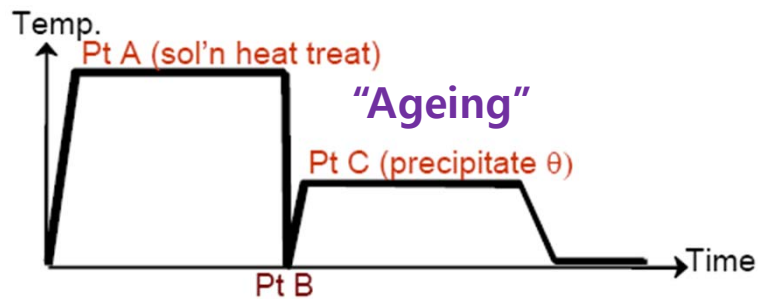 Temp.
Pt A (sol'n heat treat)
“Ageing”
Pt C (precipitate θ)
Time
Pt B